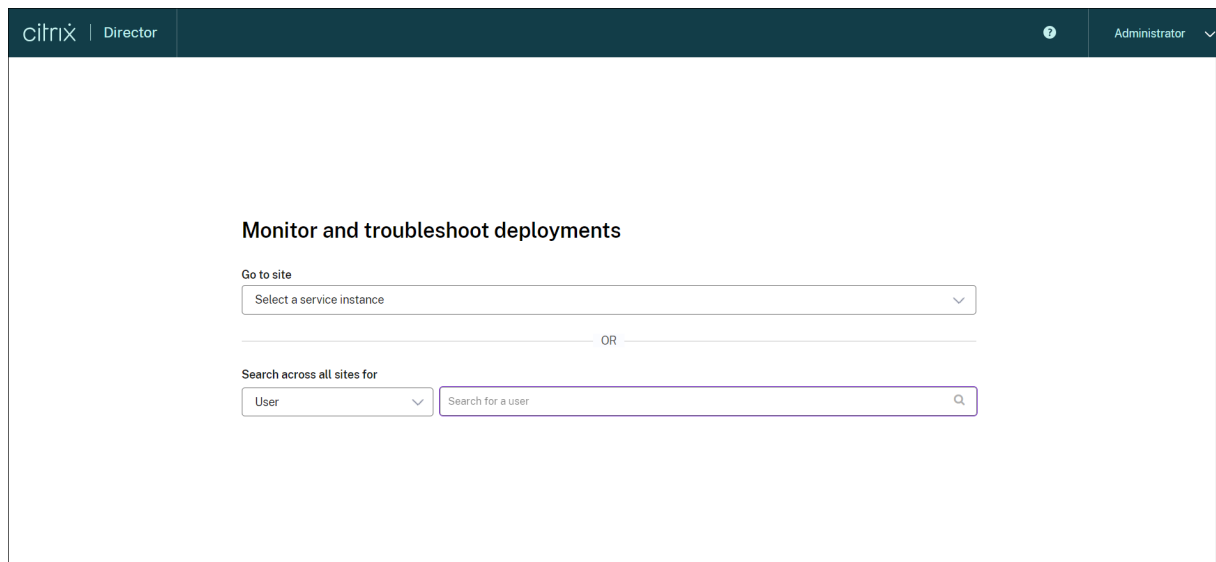 citrix | Director
? Administrator
Monitor and troubleshoot deployments
Go to site
Select a service instance
OR
Search across all sites for
User Search for a user